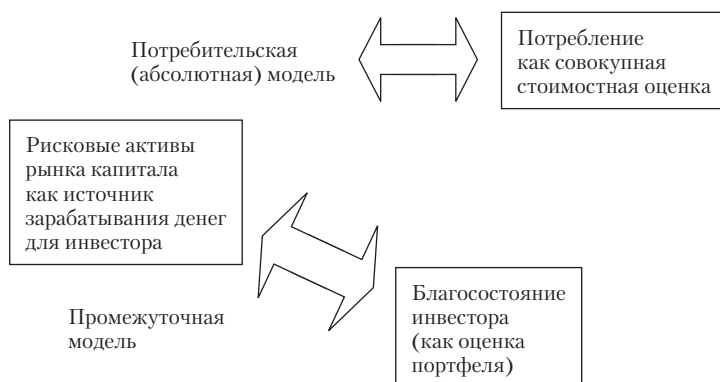 Потребительская
(абсолютная) модель
Потребление
как совокупная
стоимостная оценка
Рисковые активы
рынка капитала
как источник
зарабатывания денег
для инвестора
Промежуточная
модель
Благосостояние
инвестора
(как оценка
портфеля)